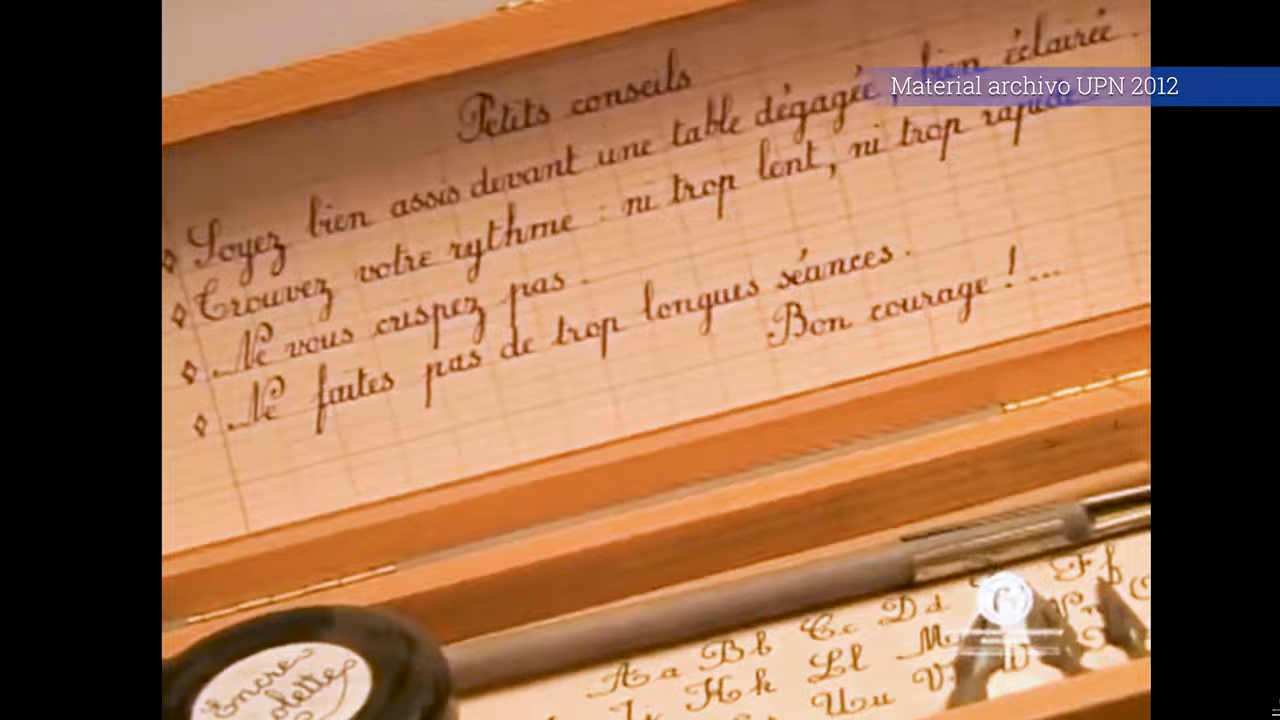 Material archivo UPN 2012
Petits conseils
Soyez bien assis devant une table dégagée, bien éclairée.
Trouvez votre rythme : ni trop lent, ni trop rapide
Ne vous crispez pas.
Ne faites pas de trop longues séances.
Bon courage !...
Aa Bb Cc Dd Ff
Hh Ll
Uu
Encre